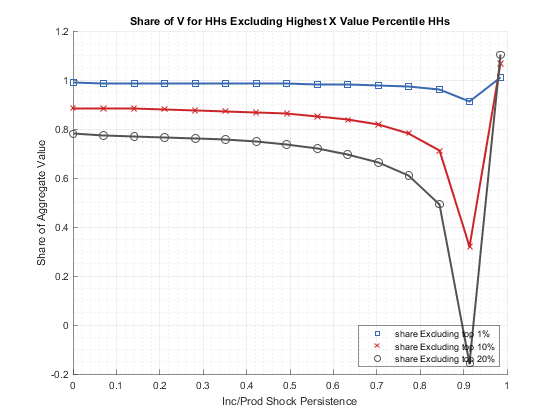 Share of V for HHs Excluding Highest X Value Percentile HHs
1.2
1
0.8
0.6
0.4
0.2
0
-0.2
Share of Aggregate Value
share Excluding top 1%
share Excluding top 10%
share Excluding top 20%
0 0.1 0.2 0.3 0.4 0.5 0.6 0.7 0.8 0.9 1
Inc/Prod Shock Persistence